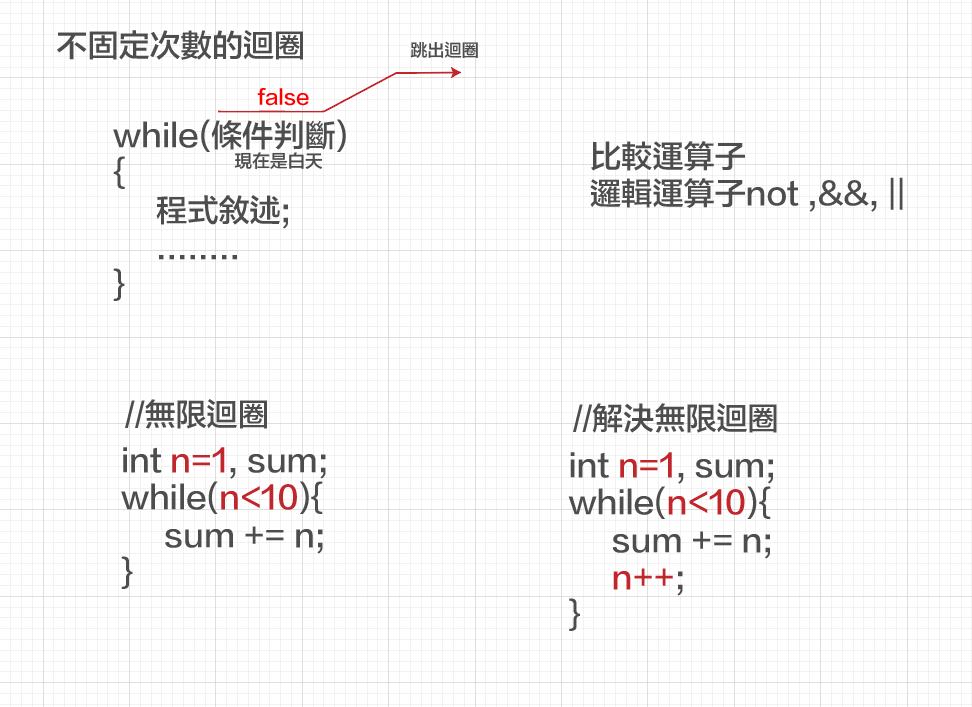 不固定次數的迴圈
跳出迴圈
false
while(條件判斷)
現在是白天
{
程式敘述;
........
}
比較運算子
邏輯運算子not ,&&, ||
//無限迴圈
int n=1, sum;
while(n<10){
sum += n;
}
//解決無限迴圈
int n=1, sum;
while(n<10){
sum += n;
n++;
}